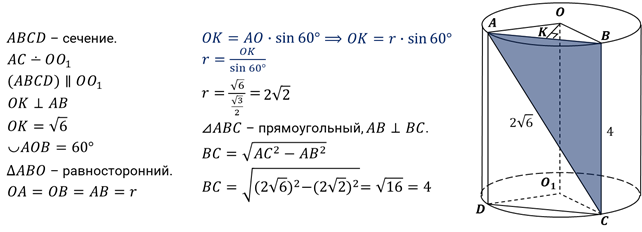 ABCD – сечение.
AC ∸ OO₁
(ABCD) ∥ OO₁
OK ⊥ AB
OK = √6
◡AOB = 60°
ΔABO – равносторонний.
OA = OB = AB = r
OK = AO · sin 60° ⟹ OK = r · sin 60°
r = OK / sin 60°
r = √6 / (√3 / 2) = 2√2
⊿ABC – прямоугольный, AB ⊥ BC.
BC = √(AC² − AB²)
BC = √((2√6)²−(2√2)²) = √16 = 4
O
A
K
B
2√6
4
O₁
D
C